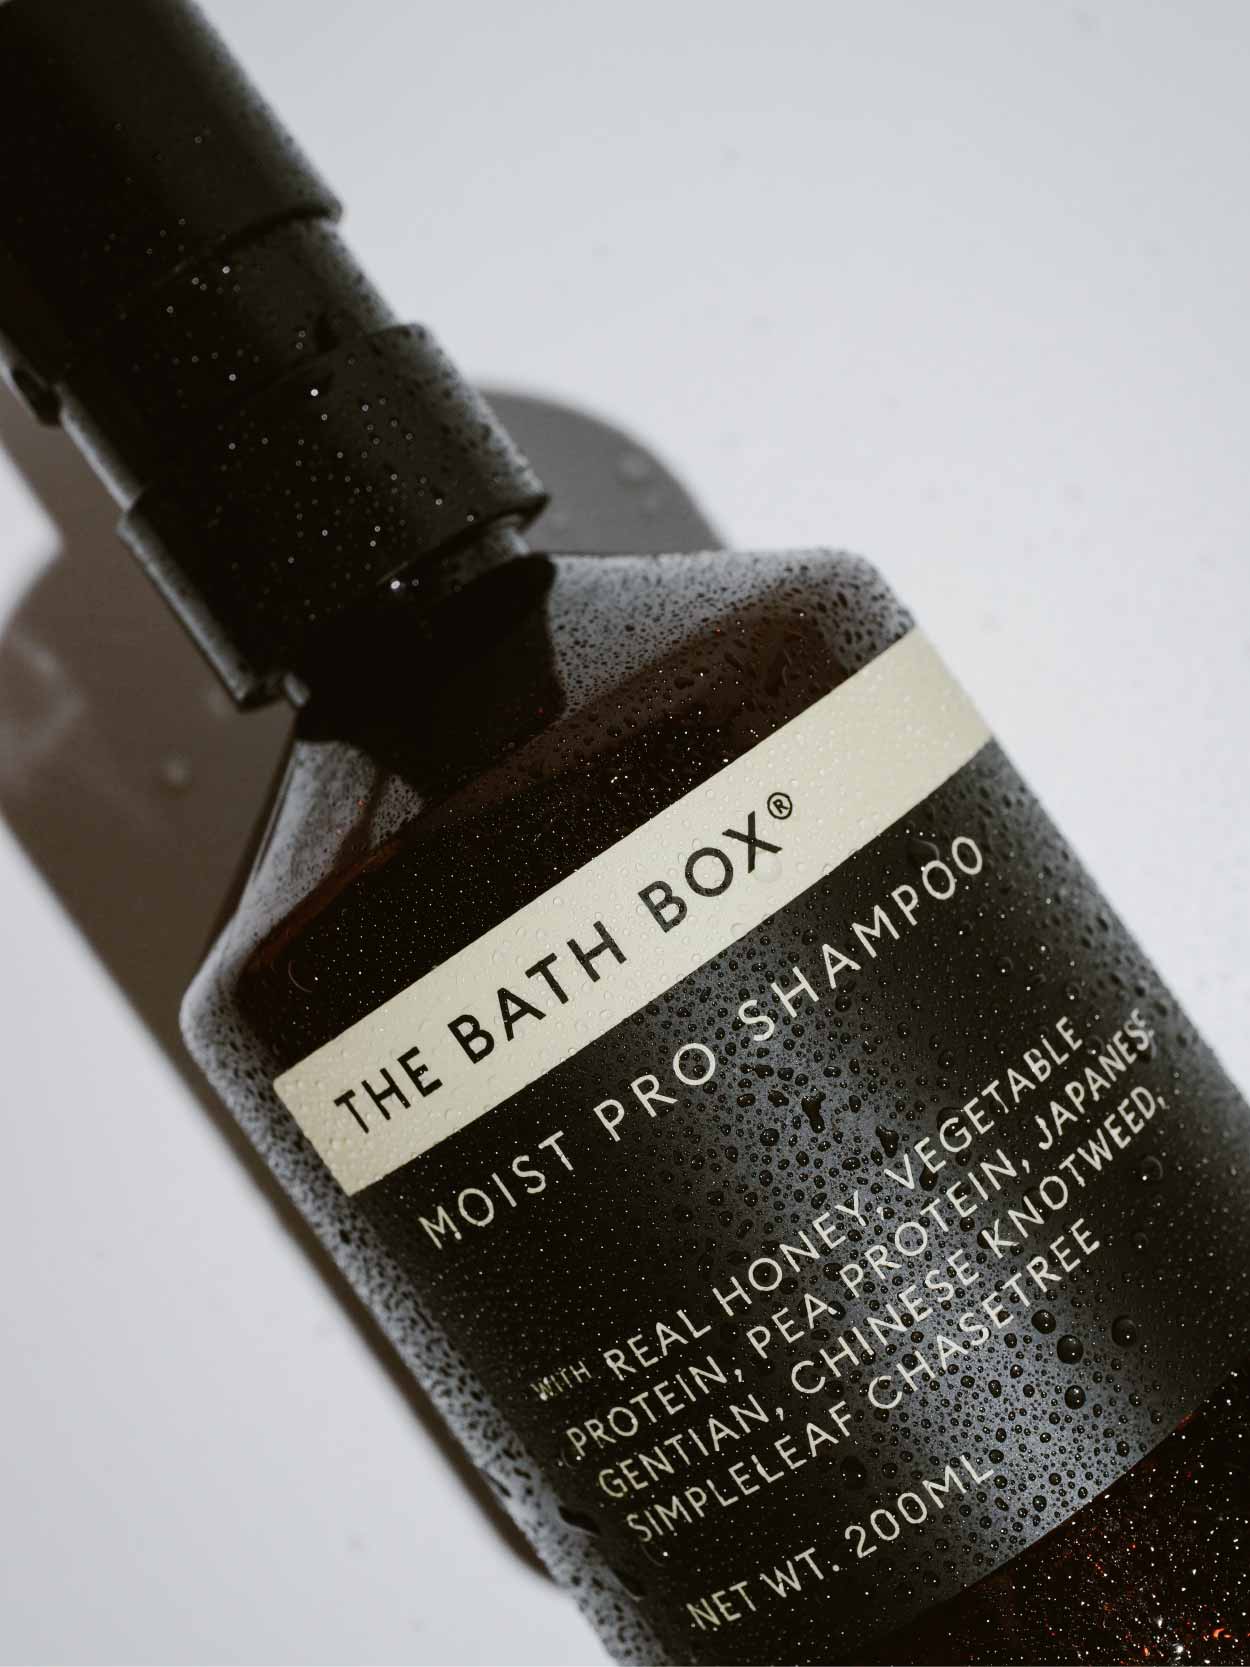 THE BATH BOX®
MOIST PRO SHAMPOO
WITH REAL HONEY, VEGETABLE
PROTEIN, PEA PROTEIN, JAPANESE
GENTIAN, CHINESE KNOTWEED,
SIMPLELEAF CHASETREE
NET WT. 200ML